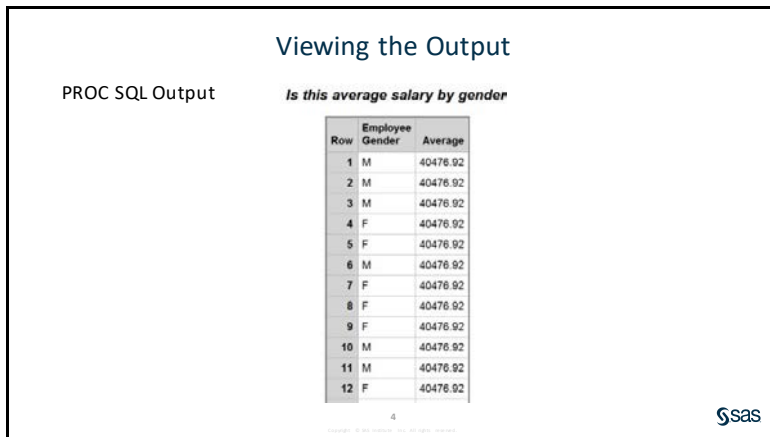 Viewing the Output
PROC SQL Output
Is this average salary by gender
Row Employee Gender Average
1 M 40476.92
2 M 40476.92
3 M 40476.92
4 F 40476.92
5 F 40476.92
6 M 40476.92
7 F 40476.92
8 F 40476.92
9 F 40476.92
10 M 40476.92
11 M 40476.92
12 F 40476.92
4
sas